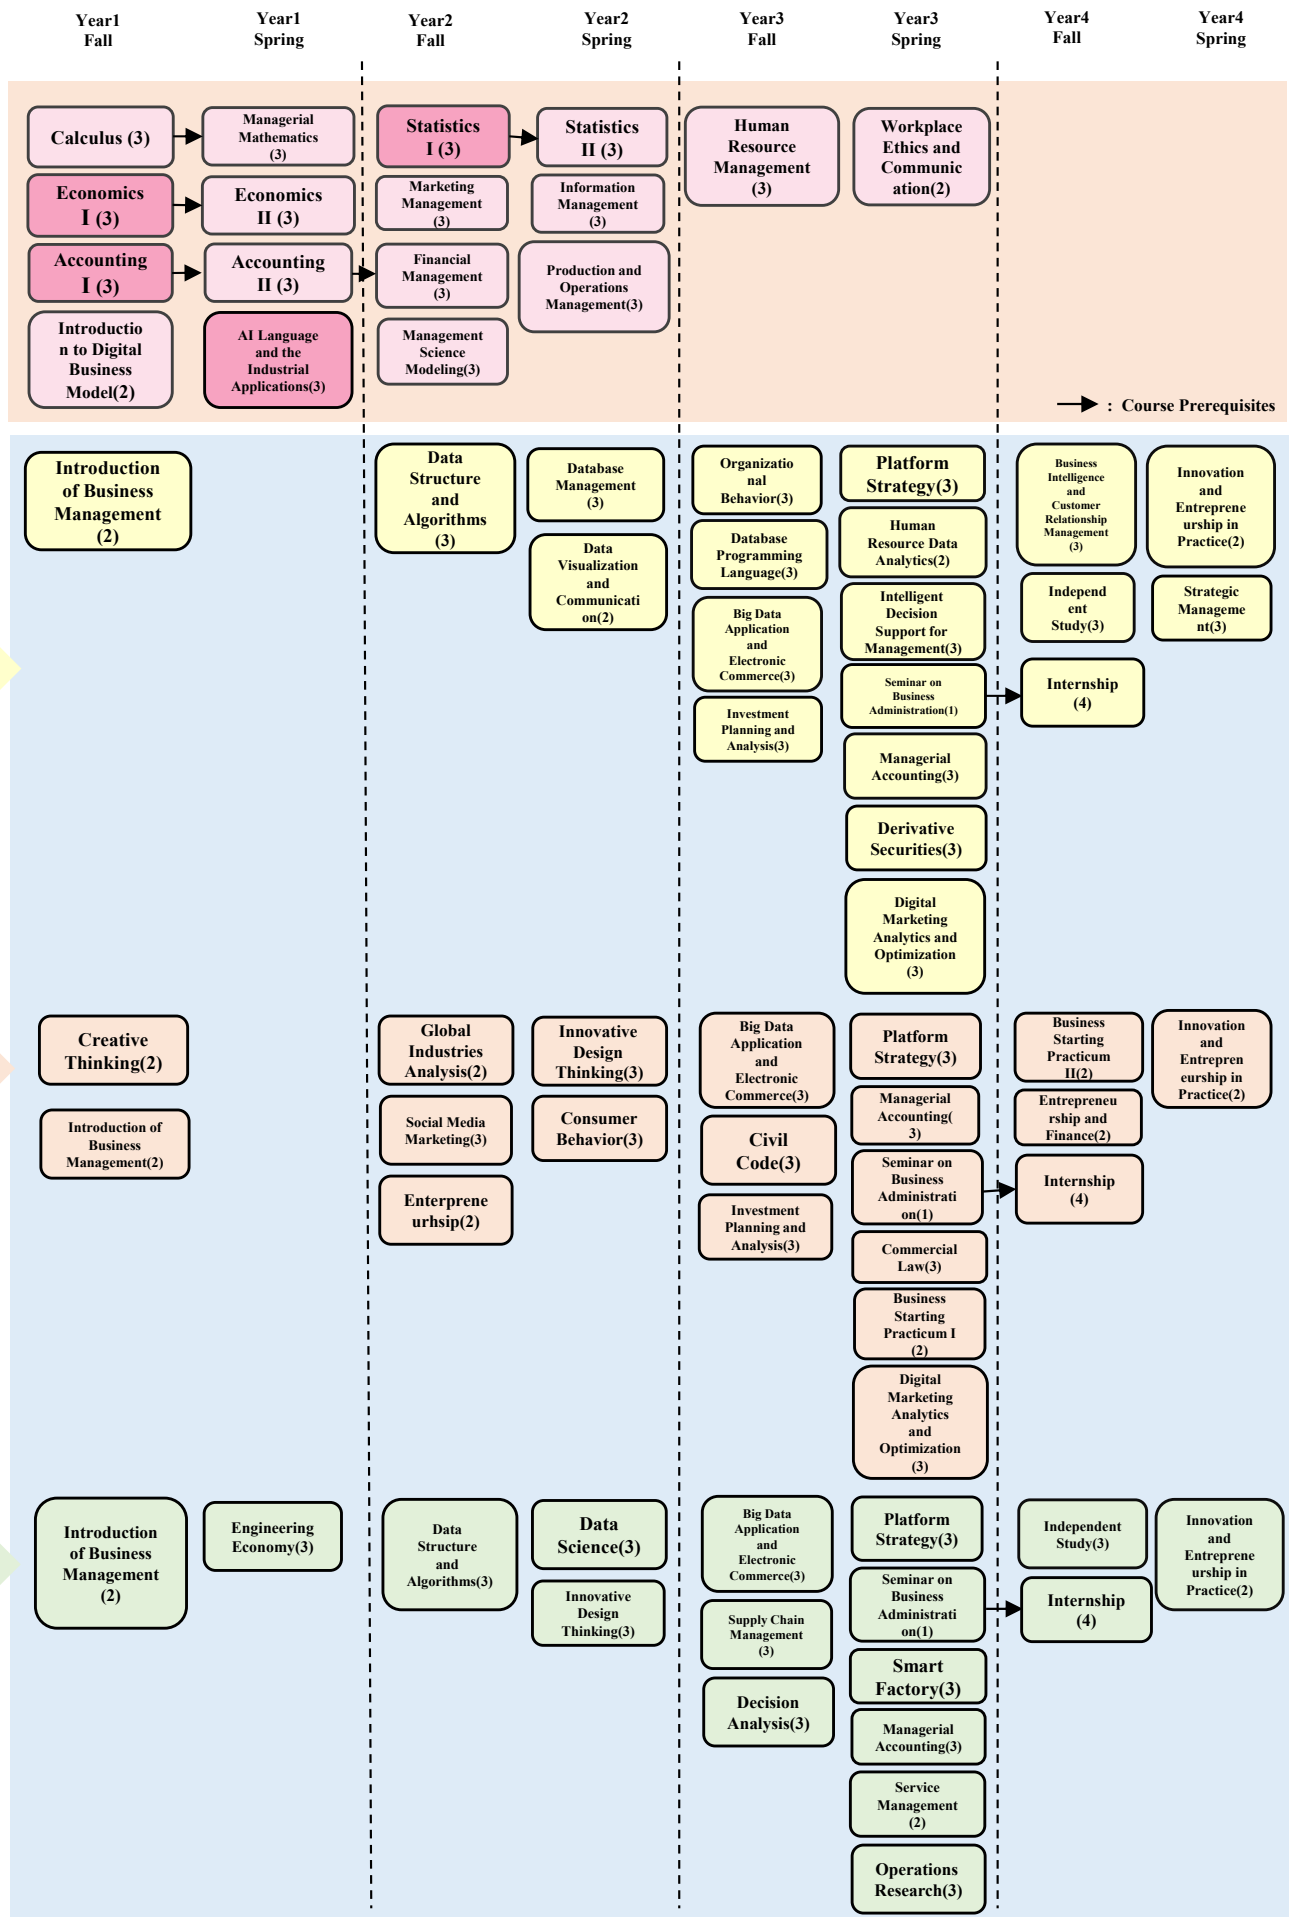 Year1
Fall
Year1
Spring
Year2
Fall
Year2
Spring
Year3
Fall
Year3
Spring
Year4
Fall
Year4
Spring
Calculus (3)
Managerial
Mathematics
(3)
Statistics
I (3)
Statistics
II (3)
Human
Resource
Management
(3)
Workplace
Ethics and
Communic
ation(2)
Economics
I (3)
Economics
II (3)
Marketing
Management
(3)
Information
Management
(3)
Accounting
I (3)
Accounting
II (3)
Financial
Management
(3)
Production and
Operations
Management(3)
Introductio
n to Digital
Business
Model(2)
AI Language
and the
Industrial
Applications(3)
Management
Science
Modeling(3)
: Course Prerequisites
Introduction
of Business
Management
(2)
Data
Structure
and
Algorithms
(3)
Database
Management
(3)
Data
Visualization
and
Communicati
on(2)
Organizatio
nal
Behavior(3)
Database
Programming
Language(3)
Big Data
Application
and
Electronic
Commerce(3)
Investment
Planning and
Analysis(3)
Platform
Strategy(3)
Human
Resource Data
Analytics(2)
Intelligent
Decision
Support for
Management(3)
Seminar on
Business
Administration(1)
Managerial
Accounting(3)
Derivative
Securities(3)
Digital
Marketing
Analytics and
Optimization
(3)
Business
Intelligence
and
Customer
Relationship
Management
(3)
Independ
ent
Study(3)
Internship
(4)
Innovation
and
Entreprene
urship in
Practice(2)
Strategic
Manageme
nt(3)
Creative
Thinking(2)
Introduction of
Business
Management(2)
Global
Industries
Analysis(2)
Social Media
Marketing(3)
Enterprene
urhsip(2)
Innovative
Design
Thinking(3)
Consumer
Behavior(3)
Big Data
Application
and
Electronic
Commerce(3)
Civil
Code(3)
Investment
Planning and
Analysis(3)
Platform
Strategy(3)
Managerial
Accounting(
3)
Seminar on
Business
Administrati
on(1)
Commercial
Law(3)
Business
Starting
Practicum I
(2)
Digital
Marketing
Analytics
and
Optimization
(3)
Business
Starting
Practicum
II(2)
Entrepreneu
rship and
Finance(2)
Internship
(4)
Innovation
and
Entrepren
eurship in
Practice(2)
Introduction
of Business
Management
(2)
Engineering
Economy(3)
Data
Structure
and
Algorithms(3)
Data
Science(3)
Innovative
Design
Thinking(3)
Big Data
Application
and
Electronic
Commerce(3)
Supply Chain
Management
(3)
Decision
Analysis(3)
Platform
Strategy(3)
Seminar on
Business
Administrati
on(1)
Smart
Factory(3)
Managerial
Accounting(3)
Service
Management
(2)
Operations
Research(3)
Independent
Study(3)
Internship
(4)
Innovation
and
Entreprene
urship in
Practice(2)